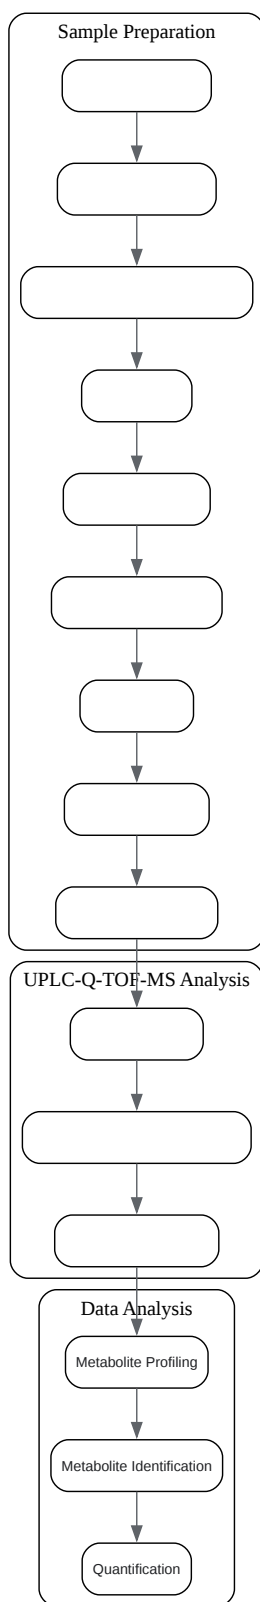 Sample Preparation
UPLC-Q-TOF-MS Analysis
Data Analysis
Metabolite Profiling
Metabolite Identification
Quantification